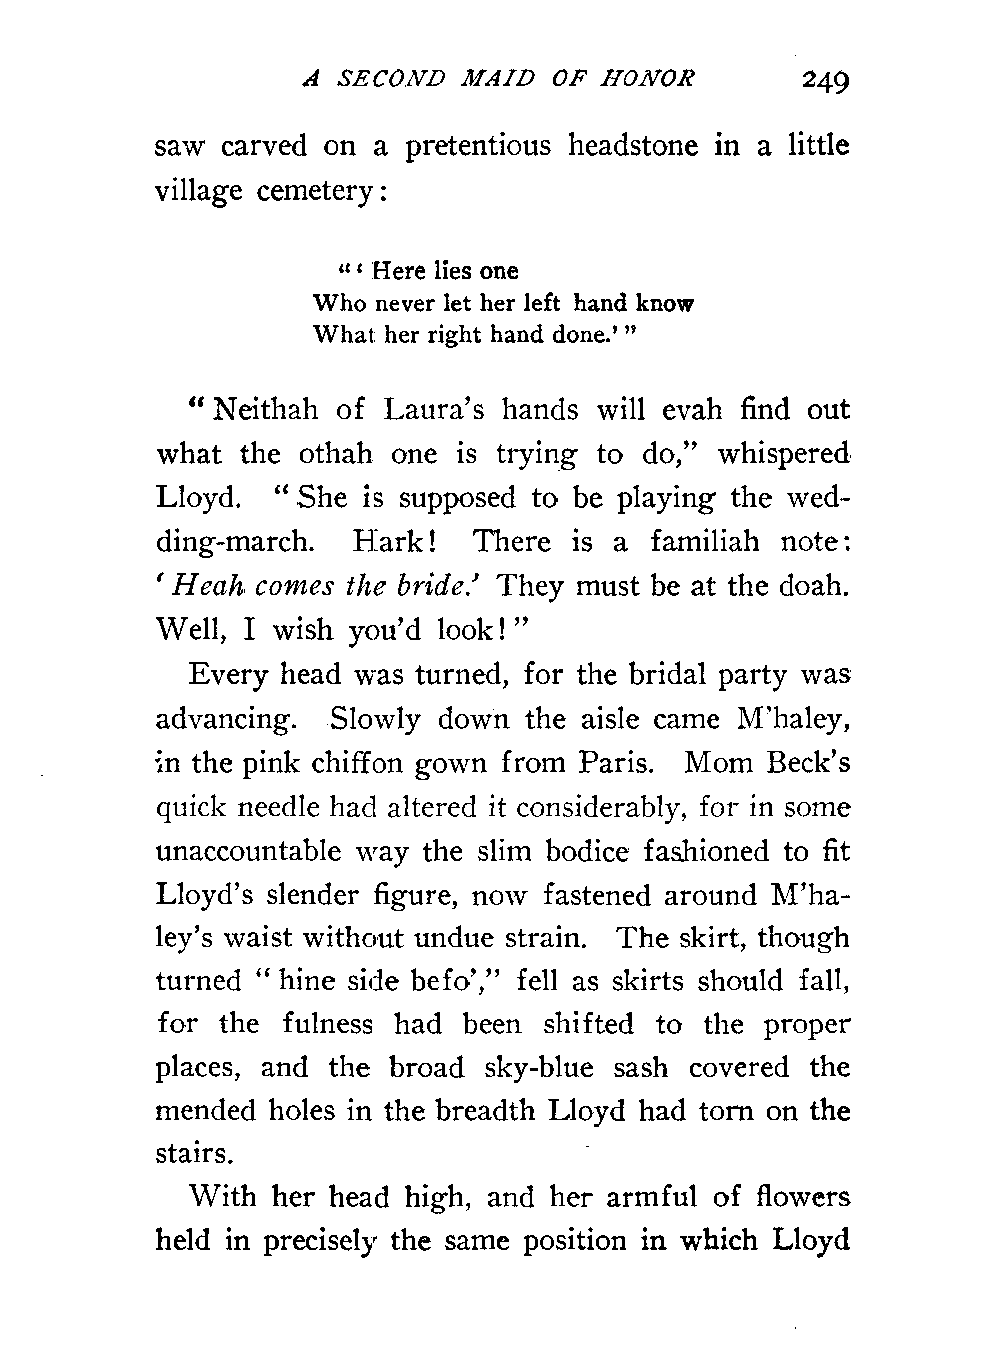 A SECOND MAID OF HONOR 249
saw carved on a pretentious headstone in a little
village cemetery:
“‘Here lies one
Who never let her left hand know
What her right hand done.’”
“Neithah of Laura’s hands will evah find out
what the othah one is trying to do,” whispered
Lloyd. “She is supposed to be playing the wed-
ding-march. Hark! There is a familiah note:
‘Heah comes the bride.’ They must be at the doah.
Well, I wish you’d look!”
Every head was turned, for the bridal party was
advancing. Slowly down the aisle came M’haley,
in the pink chiffon gown from Paris. Mom Beck’s
quick needle had altered it considerably, for in some
unaccountable way the slim bodice fashioned to fit
Lloyd’s slender figure, now fastened around M’ha-
ley’s waist without undue strain. The skirt, though
turned “hine side befo’,” fell as skirts should fall,
for the fulness had been shifted to the proper
places, and the broad sky-blue sash covered the
mended holes in the breadth Lloyd had torn on the
stairs.
With her head high, and her armful of flowers
held in precisely the same position in which Lloyd